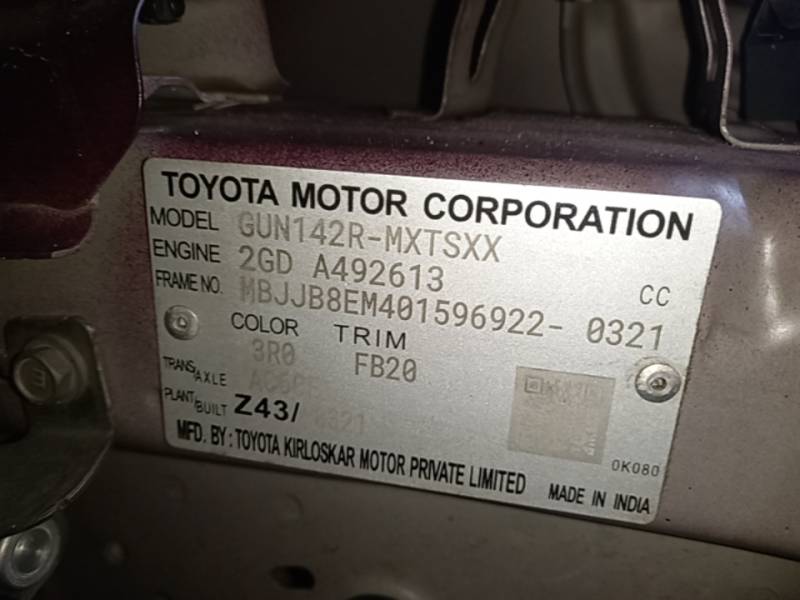 TOYOTA MOTOR CORPORATION
MODEL GUN142R-MXTSXX
ENGINE 2GD A492613 CC
FRAME NO. MBJJB8EM401596922- 0321
COLOR TRIM
3R0 FB20
TRANS/AXLE
PLANT/BUILT Z43/
MFD. BY : TOYOTA KIRLOSKAR MOTOR PRIVATE LIMITED
0K080
MADE IN INDIA